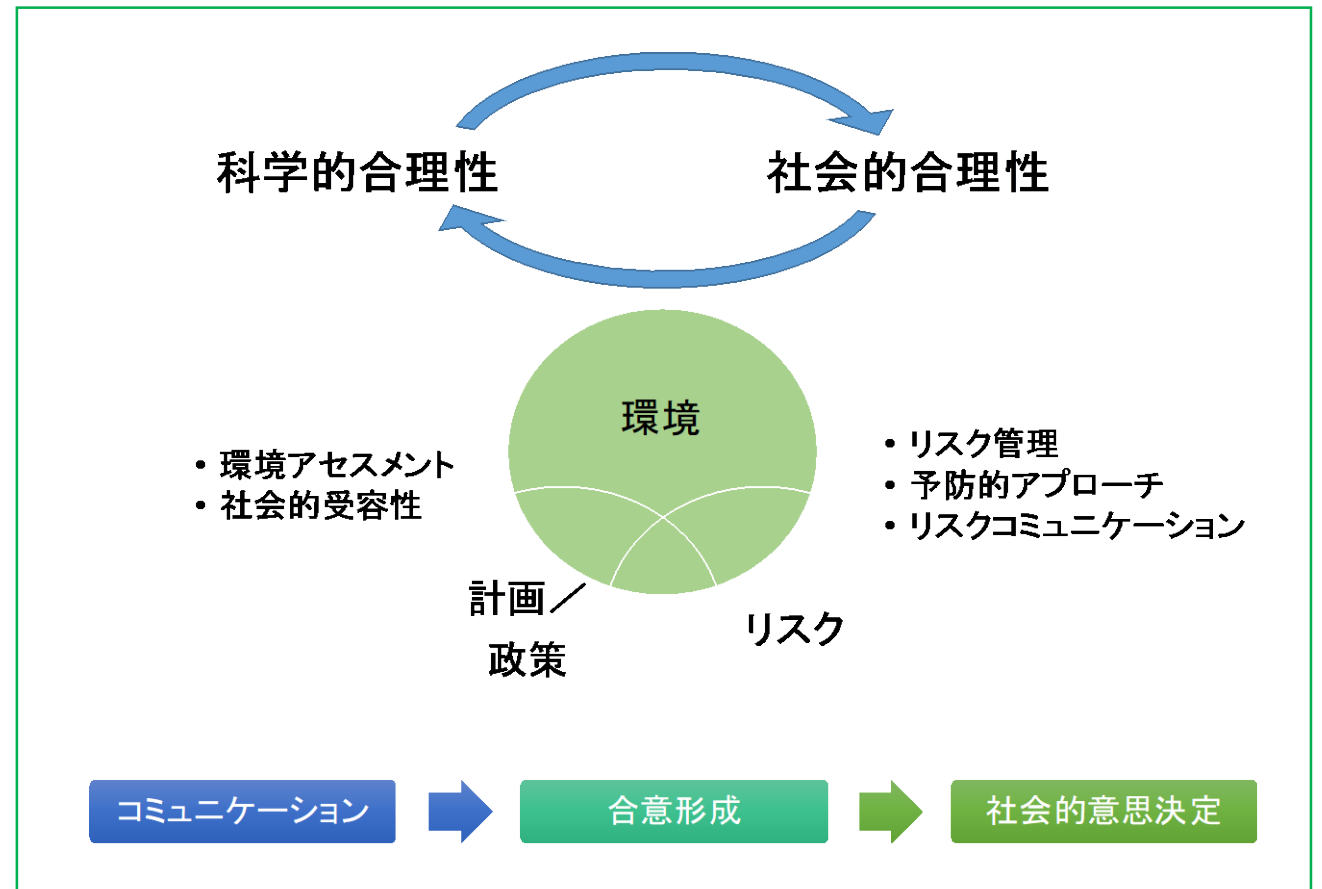 科学的合理性
社会的合理性
環境
・環境アセスメント
・社会的受容性
・リスク管理
・予防的アプローチ
・リスクコミュニケーション
計画／
政策
リスク
コミュニケーション
合意形成
社会的意思決定